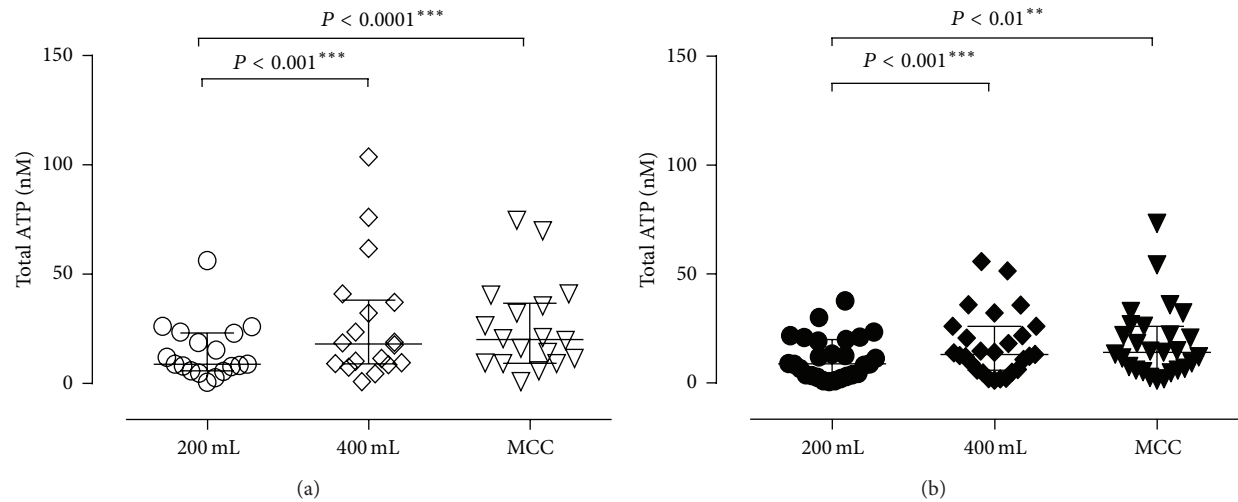 P < 0.0001***
P < 0.001***
150
100
50
0
Total ATP (nM)
200 mL
400 mL
MCC
(a)
P < 0.01**
P < 0.001***
150
100
50
0
Total ATP (nM)
200 mL
400 mL
MCC
(b)